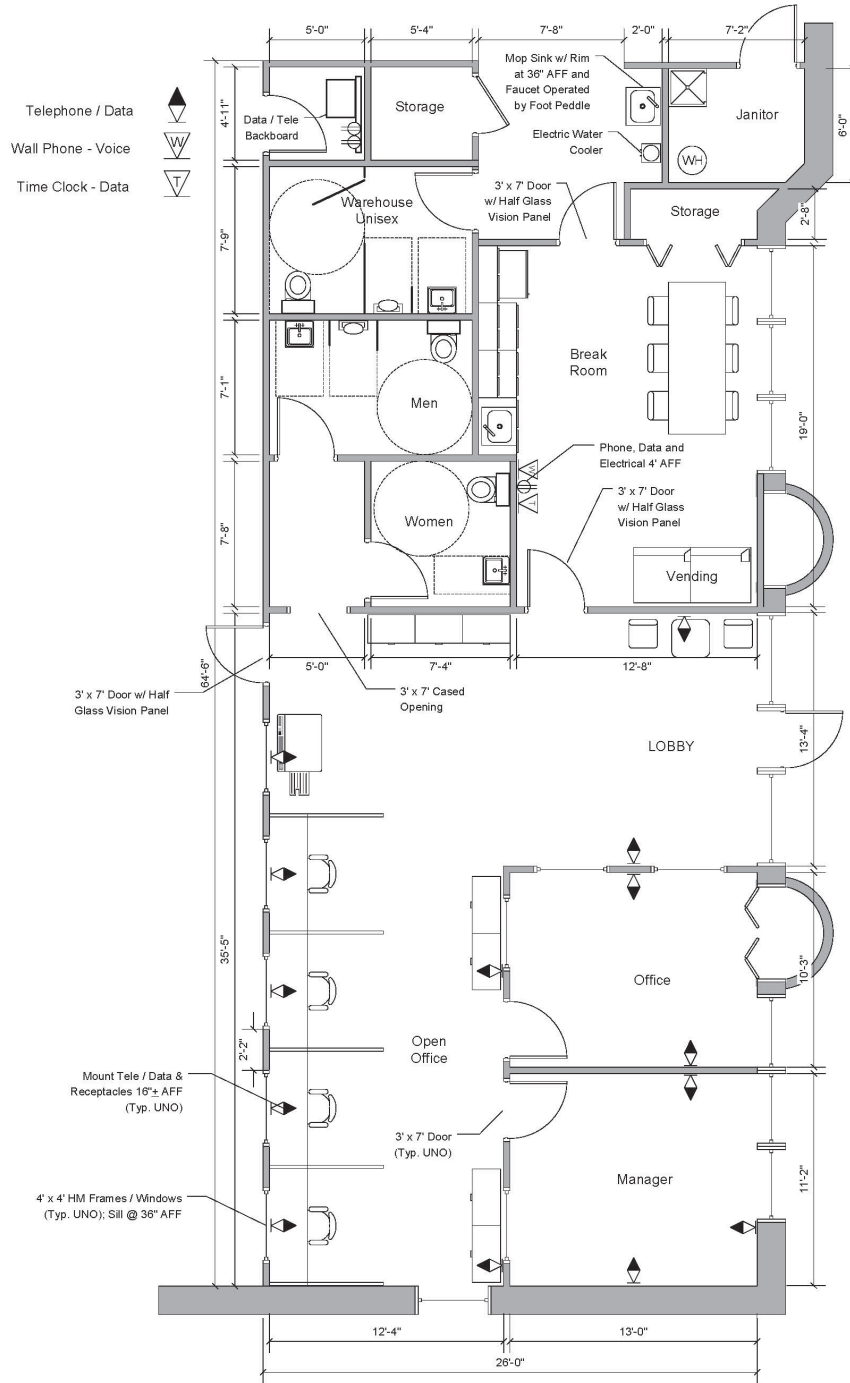 5'-0"
5'-4"
7'-8"
2'-0"
7'-2"
Telephone / Data
Wall Phone - Voice
W
Time Clock - Data
T
4'-11"
Data / Tele
Backboard
Storage
Mop Sink w/ Rim
at 36" AFF and
Faucet Operated
by Foot Peddle
Electric Water
Cooler
Janitor
WH
6'-0"
3' x 7' Door
w/ Half Glass
Vision Panel
Storage
2'-8"
Warehouse
Unisex
7'-9"
Break
Room
19'-0"
Men
7'-1"
Phone, Data and
Electrical 4' AFF
W
T
3' x 7' Door
w/ Half Glass
Vision Panel
Women
7'-8"
Vending
5'-0"
7'-4"
12'-8"
64'-6"
3' x 7' Door w/ Half
Glass Vision Panel
3' x 7' Cased
Opening
LOBBY
13'-4"
35'-5"
Office
10'-3"
Open
Office
2'-2"
Mount Tele / Data &
Receptacles 16"± AFF
(Typ. UNO)
3' x 7' Door
(Typ. UNO)
Manager
11'-2"
4' x 4' HM Frames / Windows
(Typ. UNO); Sill @ 36" AFF
12'-4"
13'-0"
26'-0"